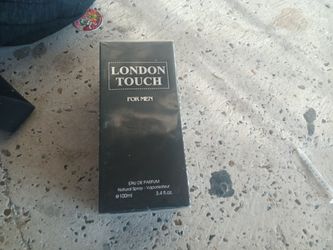 LONDON
TOUCH
FOR MEN
EAU DE PARFUM
Natural Spray - Vaporisateur
℮100ml 3.4 fl.oz.